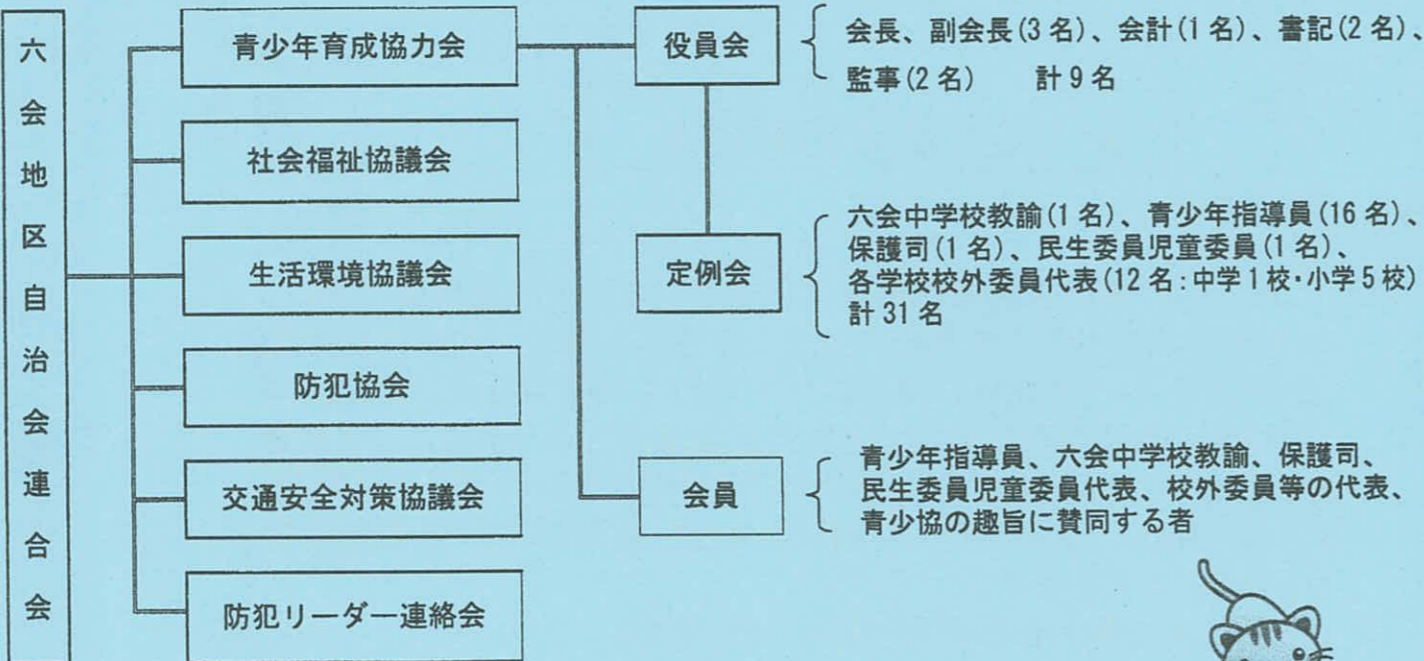 六会地区自治会連合会
青少年育成協力会
社会福祉協議会
生活環境協議会
防犯協会
交通安全対策協議会
防犯リーダー連絡会
役員会
会長、副会長(3名)、会計(1名)、書記(2名)、
監事(2名) 計9名
定例会
六会中学校教諭(1名)、青少年指導員(16名)、
保護司(1名)、民生委員児童委員(1名)、
各学校校外委員代表(12名:中学1校・小学5校)
計31名
会員
青少年指導員、六会中学校教諭、保護司、
民生委員児童委員代表、校外委員等の代表、
青少協の趣旨に賛同する者